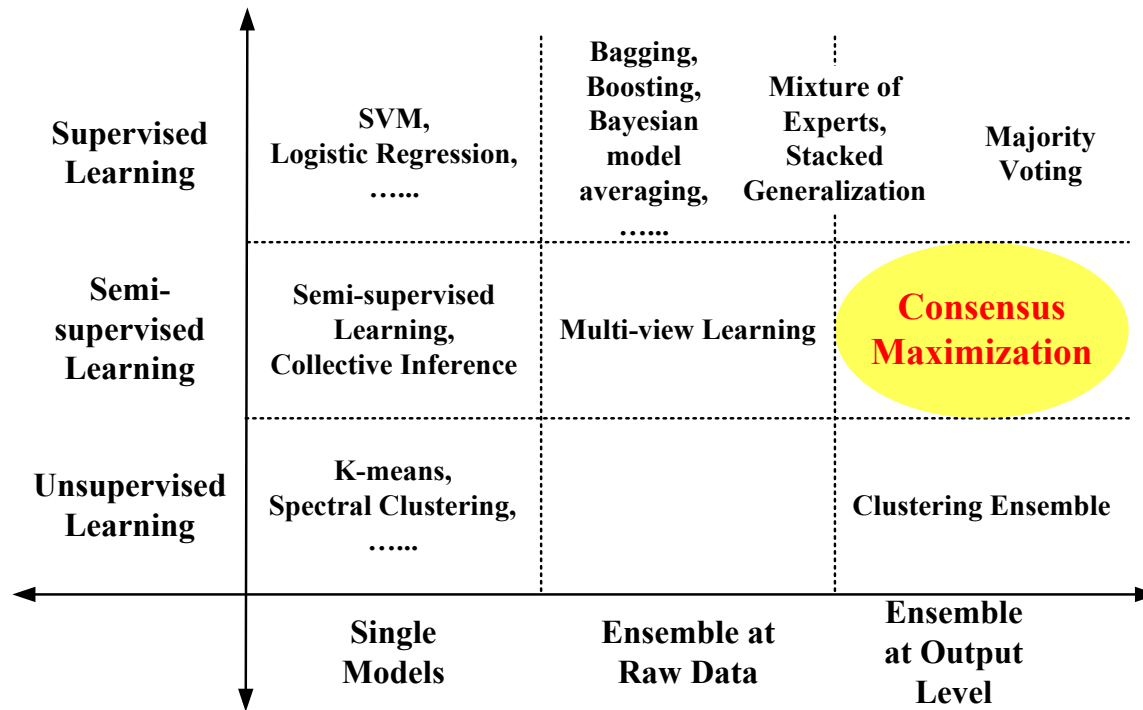 Supervised
Learning
SVM,
Logistic Regression,
…...
Bagging,
Boosting,
Bayesian
model
averaging,
…...
Mixture of
Experts,
Stacked
Generalization
Majority
Voting
Semi-
supervised
Learning
Semi-supervised
Learning,
Collective Inference
Multi-view Learning
Consensus
Maximization
Unsupervised
Learning
K-means,
Spectral Clustering,
…...
Clustering Ensemble
Single
Models
Ensemble at
Raw Data
Ensemble
at Output
Level